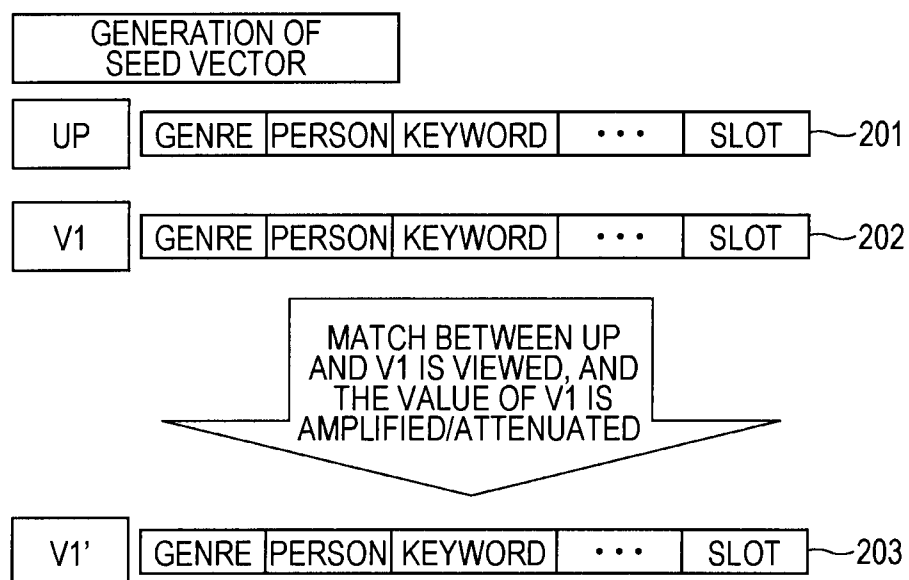 GENERATION OF
SEED VECTOR
UP GENRE PERSON KEYWORD ... SLOT 201
V1 GENRE PERSON KEYWORD ... SLOT 202
MATCH BETWEEN UP
AND V1 IS VIEWED, AND
THE VALUE OF V1 IS
AMPLIFIED/ATTENUATED
V1' GENRE PERSON KEYWORD ... SLOT 203